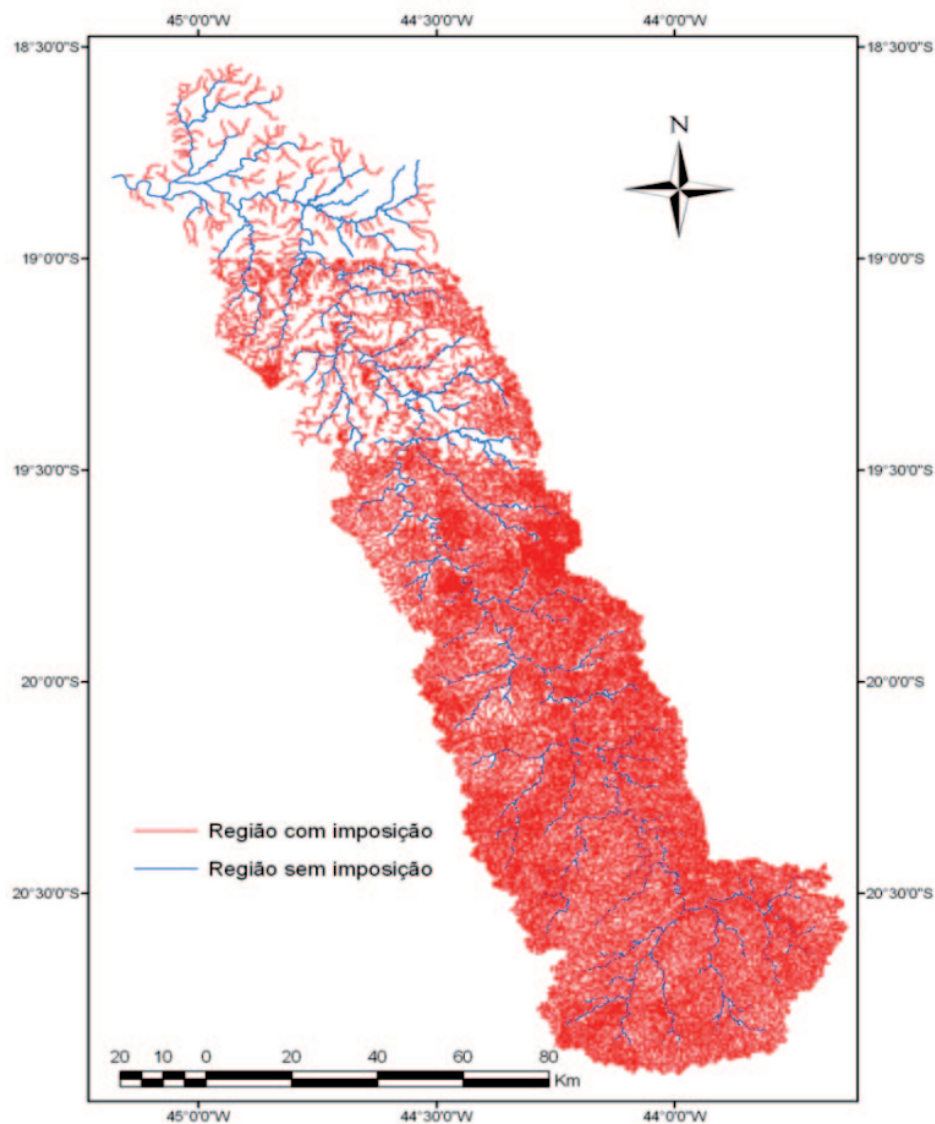 45°0'0"W 44°30'0"W 44°0'0"W
18°30'0"S 18°30'0"S
N
19°0'0"S 19°0'0"S
19°30'0"S 19°30'0"S
20°0'0"S 20°0'0"S
Região com imposição
Região sem imposição
20°30'0"S 20°30'0"S
20 10 0 20 40 60 80
Km
45°0'0"W 44°30'0"W 44°0'0"W